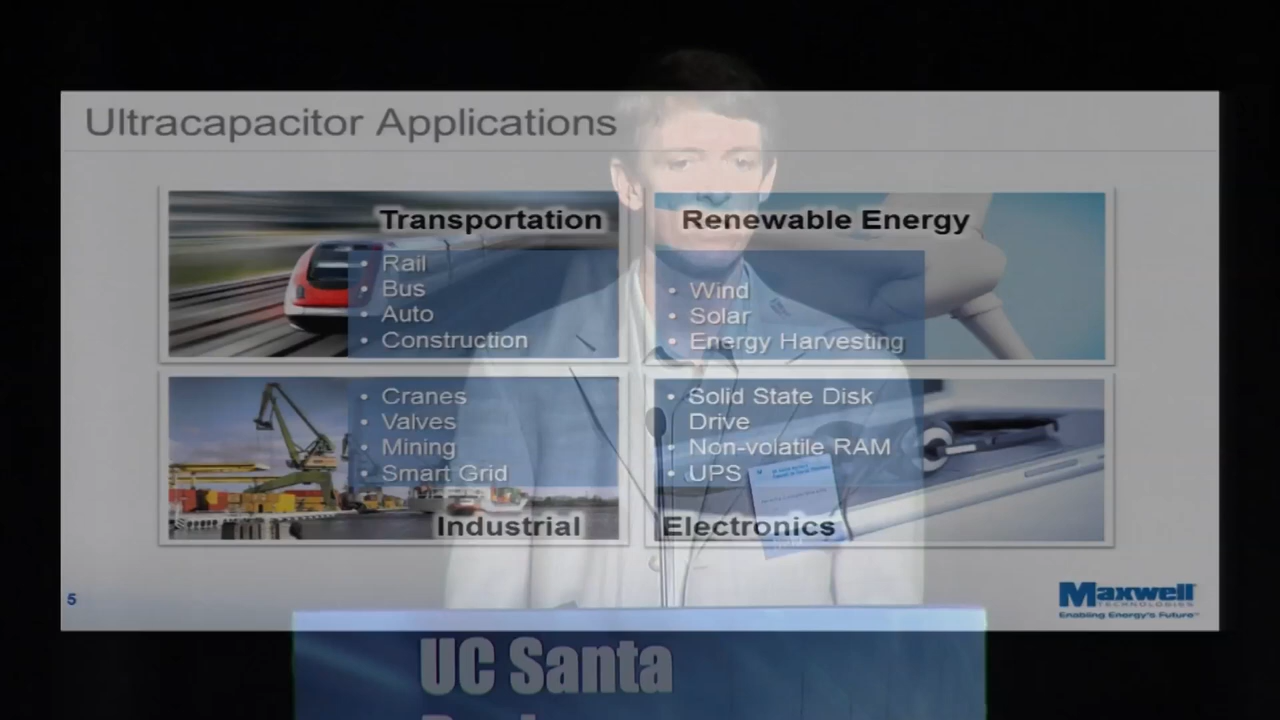 Ultracapacitor Applications
Transportation
• Rail
• Bus
• Auto
• Construction
Renewable Energy
• Wind
• Solar
• Energy Harvesting
• Cranes
• Valves
• Mining
• Smart Grid
Industrial
• Solid State Disk
Drive
• Non-volatile RAM
• UPS
Electronics
5
Maxwell
TECHNOLOGIES
Enabling Energy's Future™
UC Santa